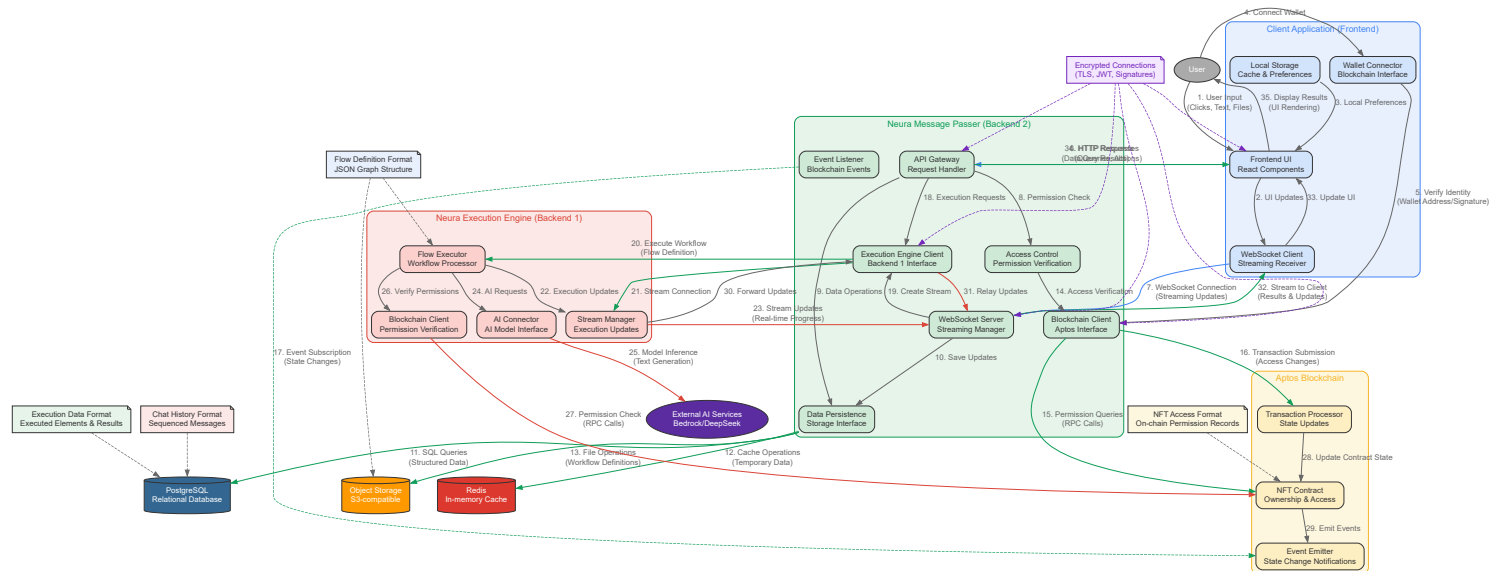 4. Connect Wallet
Client Application (Frontend)
Encrypted Connections
(TLS, JWT, Signatures)
User
Local Storage
Cache & Preferences
Wallet Connector
Blockchain Interface
1. User Input
(Clicks, Text, Files)
35. Display Results
(UI Rendering)
3. Local Preferences
Neura Message Passer (Backend 2)
Flow Definition Format
JSON Graph Structure
Event Listener
Blockchain Events
API Gateway
Request Handler
Frontend UI
React Components
5. Verify Identity
(Wallet Address/Signature)
18. Execution Requests
8. Permission Check
2. UI Updates
33. Update UI
Neura Execution Engine (Backend 1)
20. Execute Workflow
(Flow Definition)
Flow Executor
Workflow Processor
Execution Engine Client
Backend 1 Interface
Access Control
Permission Verification
WebSocket Client
Streaming Receiver
26. Verify Permissions
24. AI Requests
22. Execution Updates
21. Stream Connection
30. Forward Updates
9. Data Operations
19. Create Stream
31. Relay Updates
14. Access Verification
7. WebSocket Connection
(Streaming Updates)
32. Stream to Client
(Results & Updates)
23. Stream Updates
(Real-time Progress)
Blockchain Client
Permission Verification
AI Connector
AI Model Interface
Stream Manager
Execution Updates
WebSocket Server
Streaming Manager
Blockchain Client
Aptos Interface
17. Event Subscription
(State Changes)
25. Model Inference
(Text Generation)
10. Save Updates
16. Transaction Submission
(Access Changes)
Aptos Blockchain
Execution Data Format
Executed Elements & Results
Chat History Format
Sequenced Messages
27. Permission Check
(RPC Calls)
External AI Services
Bedrock/DeepSeek
Data Persistence
Storage Interface
15. Permission Queries
(RPC Calls)
NFT Access Format
On-chain Permission Records
Transaction Processor
State Updates
11. SQL Queries
(Structured Data)
13. File Operations
(Workflow Definitions)
12. Cache Operations
(Temporary Data)
28. Update Contract State
PostgreSQL
Relational Database
Object Storage
S3-compatible
Redis
In-memory Cache
NFT Contract
Ownership & Access
29. Emit Events
Event Emitter
State Change Notifications